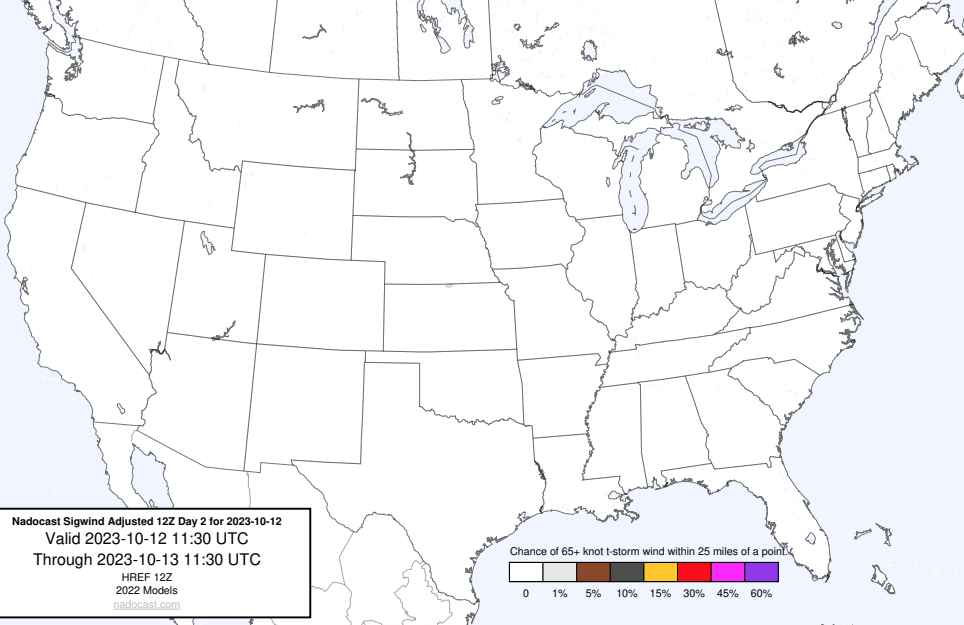 Nadocast Sigwind Adjusted 12Z Day 2 for 2023-10-12
Valid 2023-10-12 11:30 UTC
Through 2023-10-13 11:30 UTC
HREF 12Z
2022 Models
nadocast.com
Chance of 65+ knot t-storm wind within 25 miles of a point.
0 1% 5% 10% 15% 30% 45% 60%